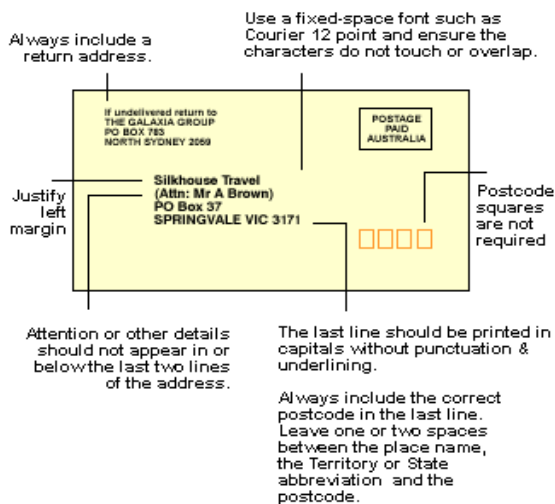 Always include a
return address.
Use a fixed-space font such as
Courier 12 point and ensure the
characters do not touch or overlap.
If undelivered return to
THE GALAXIA GROUP
PO BOX 783
NORTH SYDNEY 2059
POSTAGE
PAID
AUSTRALIA
Justify
left
margin
Silkhouse Travel
(Attn: Mr A Brown)
PO Box 37
SPRINGVALE VIC 3171
Postcode
squares
are not
required
Attention or other details
should not appear in or
below the last two lines
of the address.
The last line should be printed in
capitals without punctuation &
underlining.
Always include the correct
postcode in the last line.
Leave one or two spaces
between the place name,
the Territory or State
abbreviation and the
postcode.